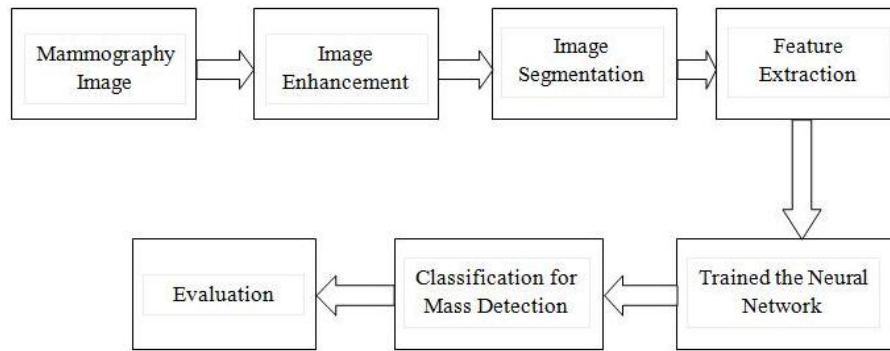 Mammography
Image
Image
Enhancement
Image
Segmentation
Feature
Extraction
Trained the Neural
Network
Classification for
Mass Detection
Evaluation